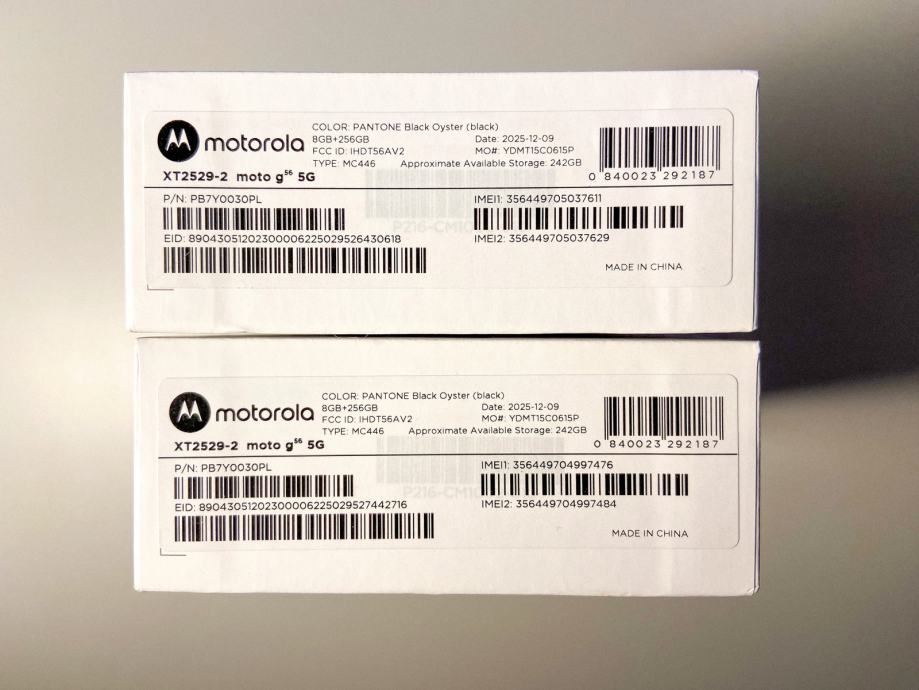 motorola
COLOR: PANTONE Black Oyster (black)
8GB+256GB
Date: 2025-12-09
FCC ID: IHDT56AV2
MO#: YDMT15C0615P
TYPE: MC446
Approximate Available Storage: 242GB
0 840023 292187
XT2529-2 moto g⁵⁶ 5G
P/N: PB7Y0030PL
IMEI1: 356449705037611
EID: 89043051202300006225029526430618
IMEI2: 356449705037629
MADE IN CHINA
motorola
COLOR: PANTONE Black Oyster (black)
8GB+256GB
Date: 2025-12-09
FCC ID: IHDT56AV2
MO#: YDMT15C0615P
TYPE: MC446
Approximate Available Storage: 242GB
0 840023 292187
XT2529-2 moto g⁵⁶ 5G
P/N: PB7Y0030PL
IMEI1: 356449704997476
EID: 89043051202300006225029527442716
IMEI2: 356449704997484
MADE IN CHINA